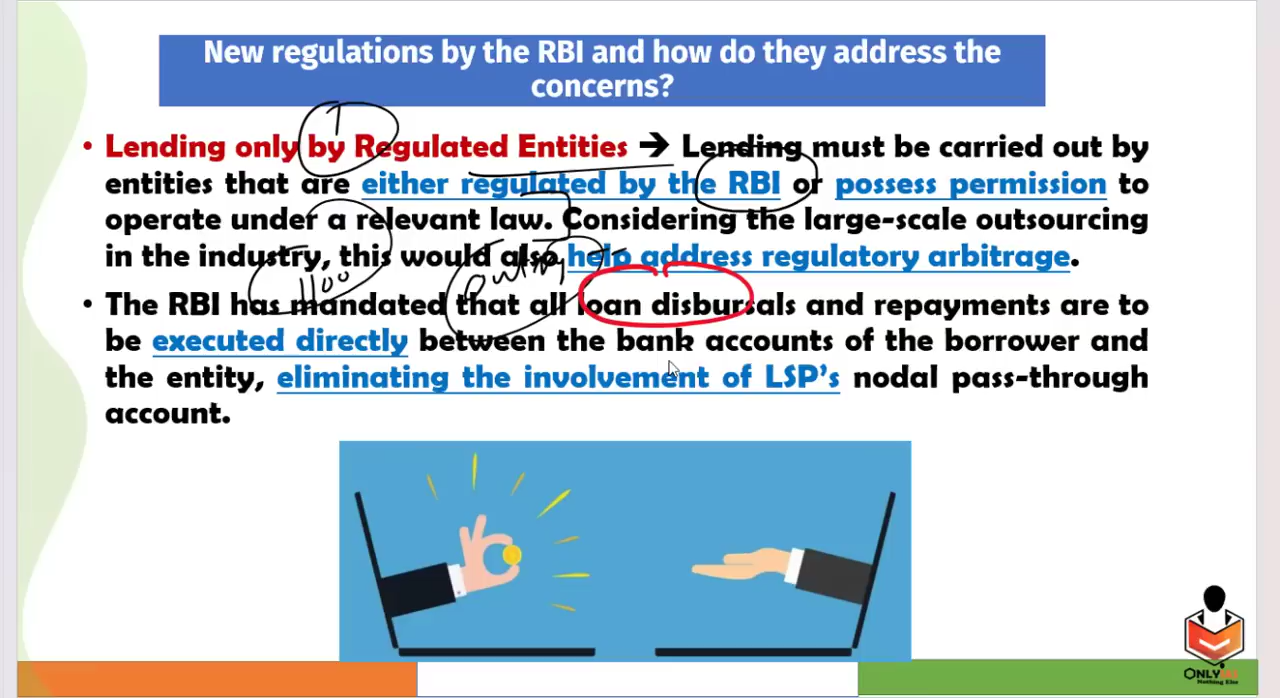 New regulations by the RBI and how do they address the
concerns?
• Lending only by Regulated Entities ➔ Lending must be carried out by
entities that are either regulated by the RBI or possess permission to
operate under a relevant law. Considering the large-scale outsourcing
in the industry, this would also help address regulatory arbitrage.
1100
• The RBI has mandated that all loan disbursals and repayments are to
be executed directly between the bank accounts of the borrower and
the entity, eliminating the involvement of LSP's nodal pass-through
account.
Nothing Else